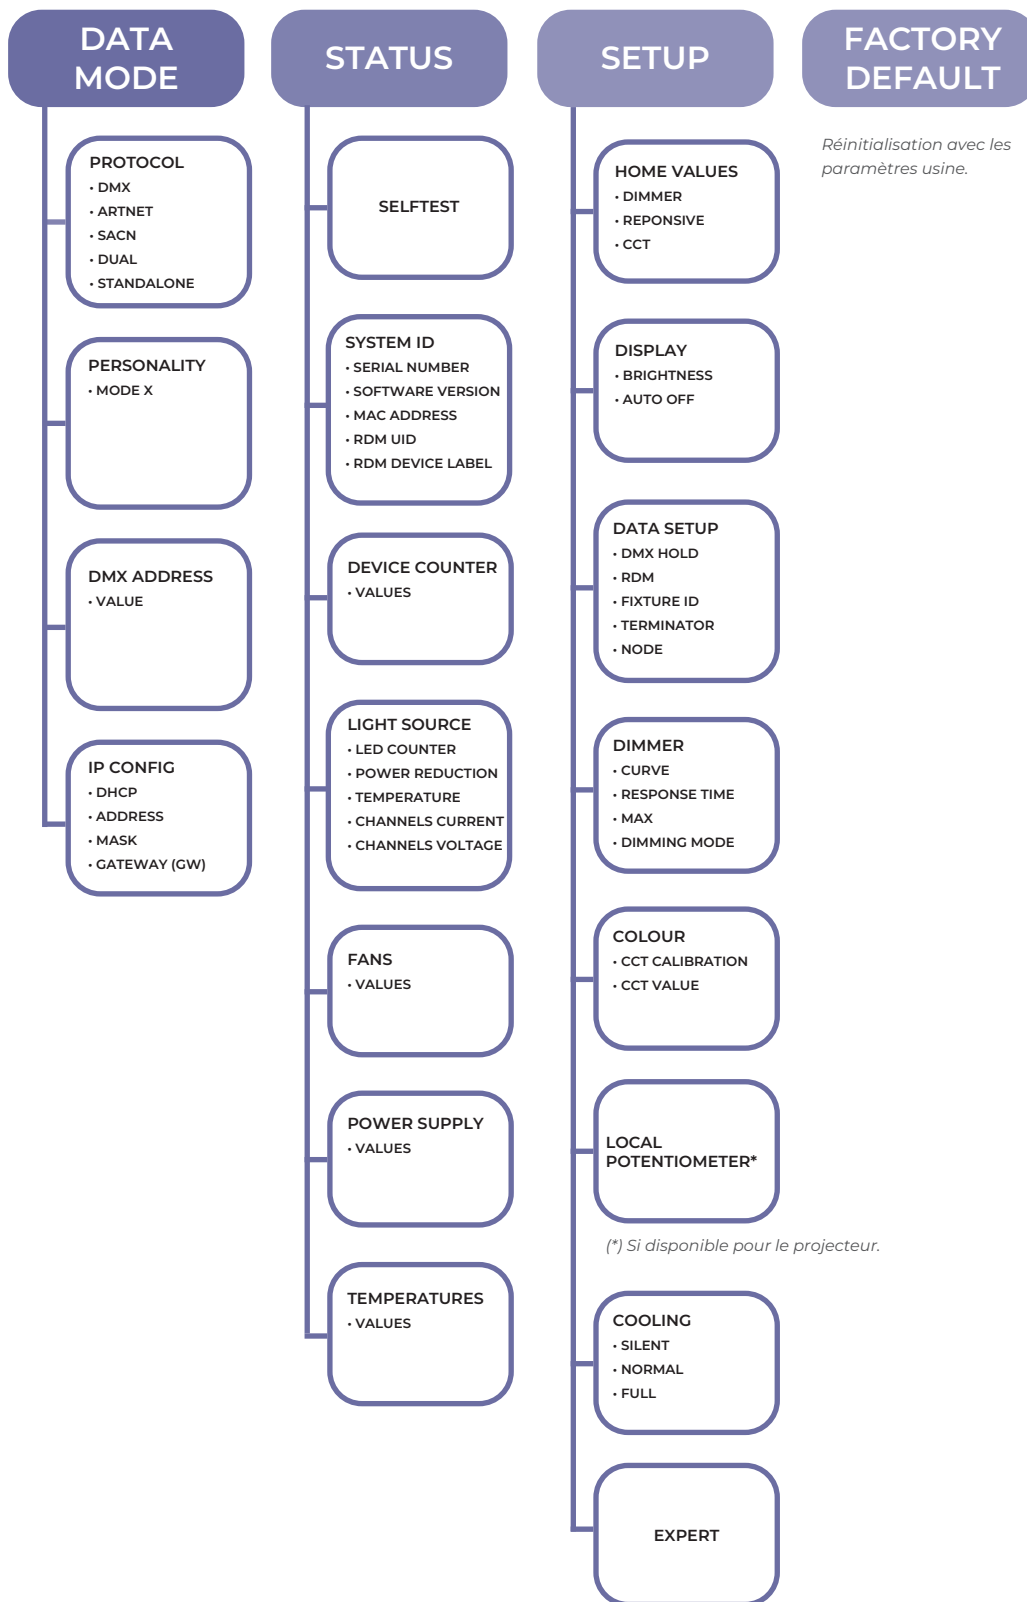 DATA
MODE
PROTOCOL
• DMX
• ARTNET
• SACN
• DUAL
• STANDALONE
PERSONALITY
• MODE X
DMX ADDRESS
• VALUE
IP CONFIG
• DHCP
• ADDRESS
• MASK
• GATEWAY (GW)
STATUS
SELFTEST
SYSTEM ID
• SERIAL NUMBER
• SOFTWARE VERSION
• MAC ADDRESS
• RDM UID
• RDM DEVICE LABEL
DEVICE COUNTER
• VALUES
LIGHT SOURCE
• LED COUNTER
• POWER REDUCTION
• TEMPERATURE
• CHANNELS CURRENT
• CHANNELS VOLTAGE
FANS
• VALUES
POWER SUPPLY
• VALUES
TEMPERATURES
• VALUES
SETUP
HOME VALUES
• DIMMER
• REPONSIVE
• CCT
DISPLAY
• BRIGHTNESS
• AUTO OFF
DATA SETUP
• DMX HOLD
• RDM
• FIXTURE ID
• TERMINATOR
• NODE
DIMMER
• CURVE
• RESPONSE TIME
• MAX
• DIMMING MODE
COLOUR
• CCT CALIBRATION
• CCT VALUE
LOCAL
POTENTIOMETER*
(*) Si disponible pour le projecteur.
COOLING
• SILENT
• NORMAL
• FULL
EXPERT
FACTORY
DEFAULT
Réinitialisation avec les
paramètres usine.